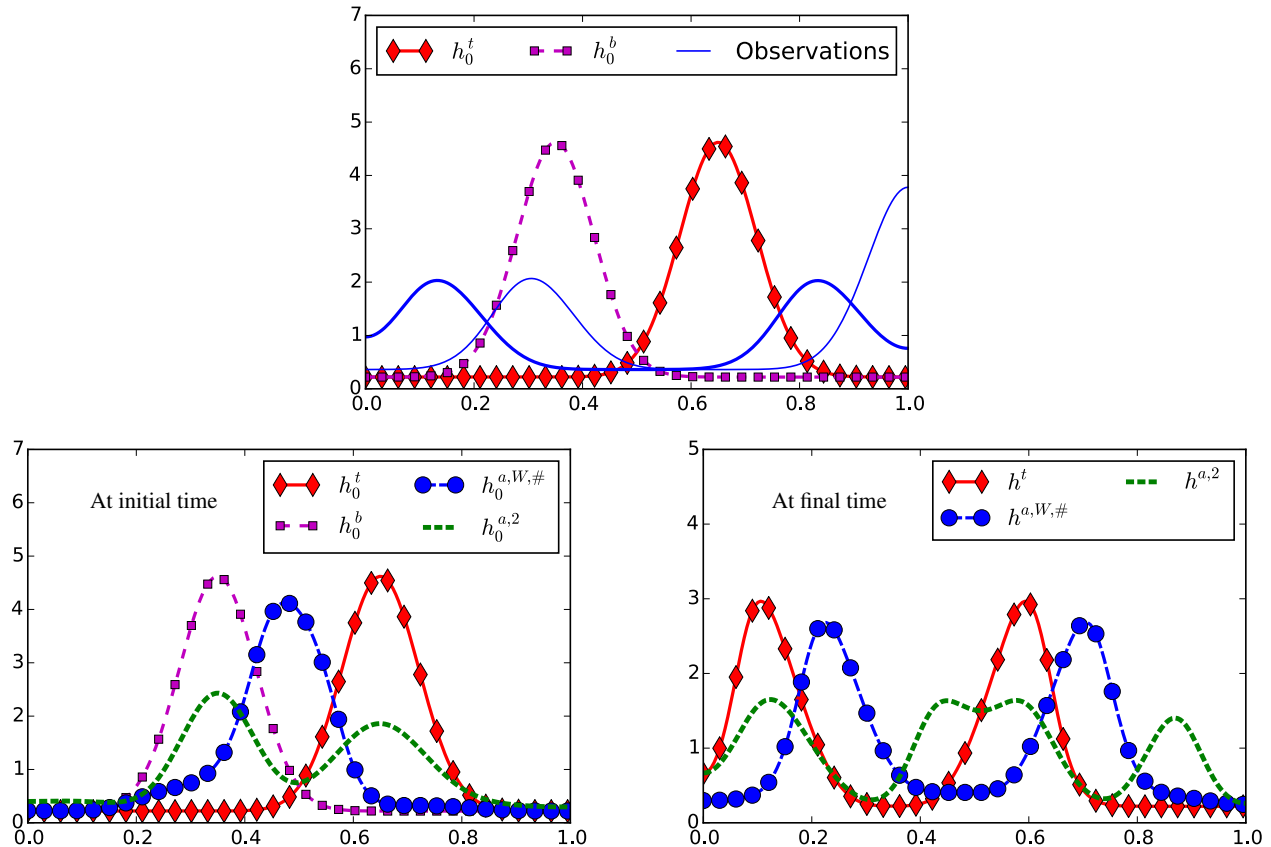 7
6
5
4
3
2
1
0
h_0^t h_0^b Observations
0.0 0.2 0.4 0.6 0.8 1.0
7
6
5
4
3
2
1
0
At initial time
h_0^t h_0^{a,W,#}
h_0^b h_0^{a,2}
0.0 0.2 0.4 0.6 0.8 1.0
5
4
3
2
1
0
At final time
h^t h^{a,2}
h^{a,W,#}
0.0 0.2 0.4 0.6 0.8 1.0